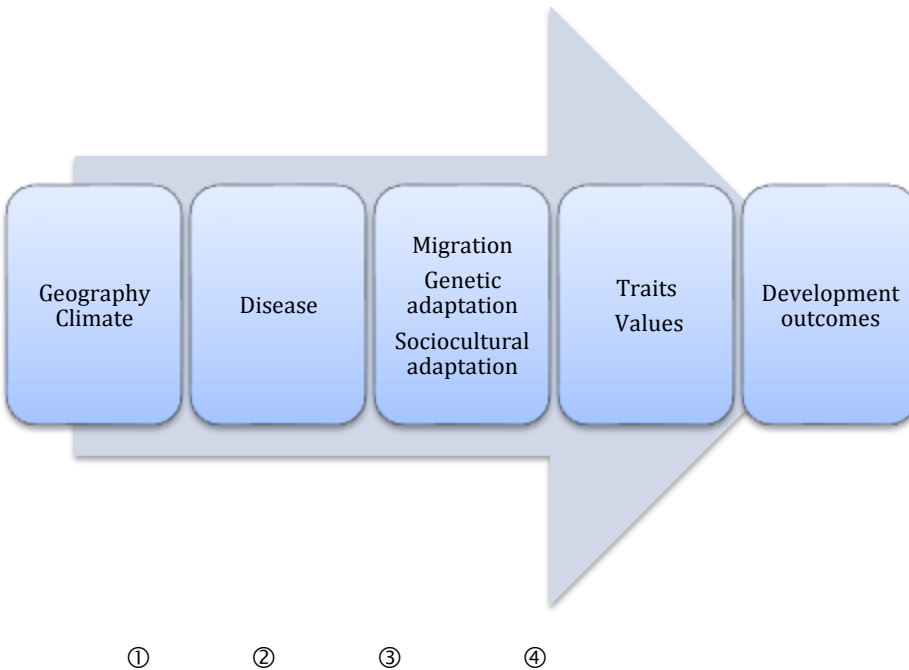 Geography
Climate
Disease
Migration
Genetic
adaptation
Sociocultural
adaptation
Traits
Values
Development
outcomes
① ② ③ ④